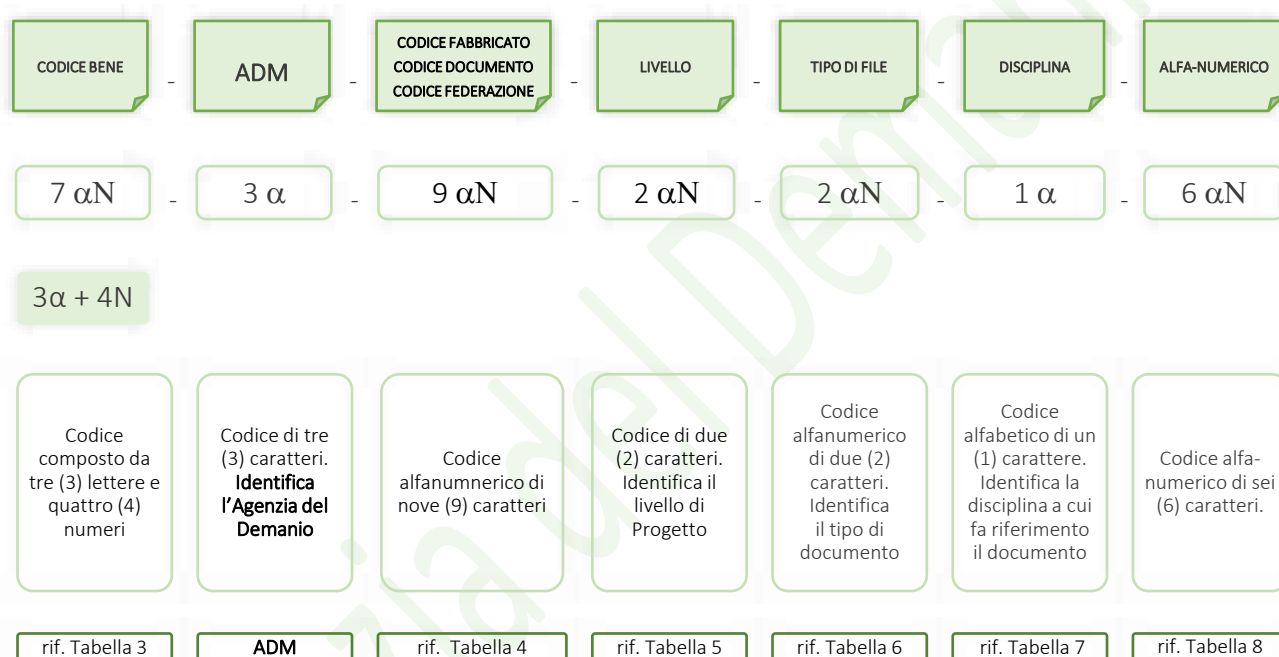 CODICE BENE
-
ADM
-
CODICE FABBRICATO
CODICE DOCUMENTO
CODICE FEDERAZIONE
-
LIVELLO
-
TIPO DI FILE
-
DISCIPLINA
-
ALFA-NUMERICO
7 αN
-
3 α
-
9 αN
-
2 αN
-
2 αN
-
1 α
-
6 αN
3α + 4N
Codice
composto da
tre (3) lettere e
quattro (4)
numeri
Codice di tre
(3) caratteri.
Identifica
l’Agenzia del
Demanio
Codice
alfanumnerico di
nove (9) caratteri
Codice di due
(2) caratteri.
Identifica il
livello di
Progetto
Codice
alfanumerico
di due (2)
caratteri.
Identifica
il tipo di
documento
Codice
alfabetico di un
(1) carattere.
Identifica la
disciplina a cui
fa riferimento
il documento
Codice alfa-
numerico di sei
(6) caratteri.
rif. Tabella 3
ADM
rif. Tabella 4
rif. Tabella 5
rif. Tabella 6
rif. Tabella 7
rif. Tabella 8